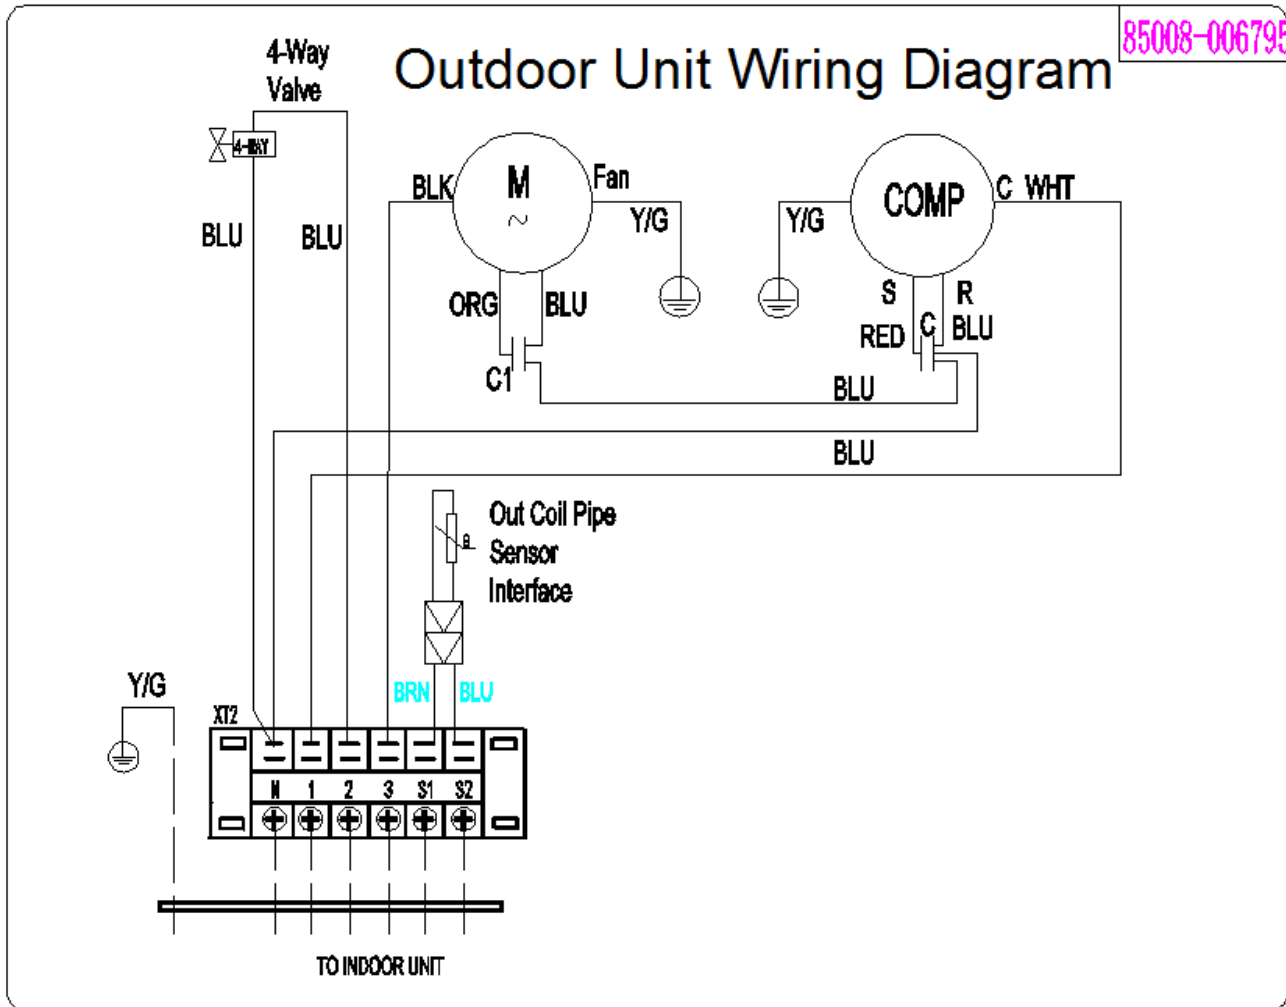 85008-006795
Outdoor Unit Wiring Diagram
4-Way
Valve
4-WAY
BLK
M
~
Fan
Y/G
Y/G
COMP
C WHT
BLU
BLU
ORG
BLU
S
R
RED
C
BLU
C1
BLU
BLU
Out Coil Pipe
Sensor
Interface
θ
Y/G
BRN
BLU
XT2
N 1 2 3 S1 S2
TO INDOOR UNIT